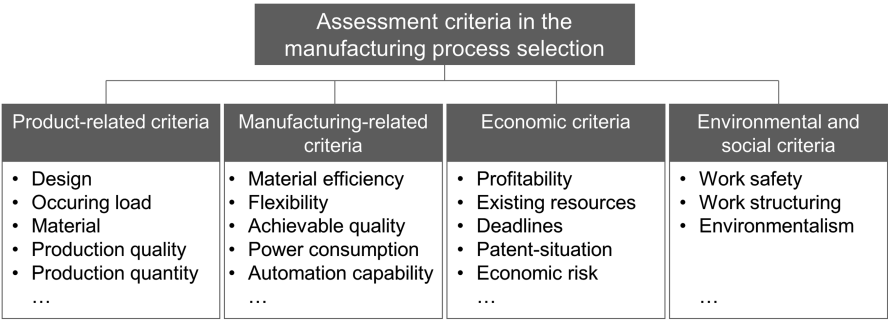 Assessment criteria in the
manufacturing process selection
Product-related criteria
• Design
• Occuring load
• Material
• Production quality
• Production quantity
…
Manufacturing-related
criteria
• Material efficiency
• Flexibility
• Achievable quality
• Power consumption
• Automation capability
…
Economic criteria
• Profitability
• Existing resources
• Deadlines
• Patent-situation
• Economic risk
…
Environmental and
social criteria
• Work safety
• Work structuring
• Environmentalism
…